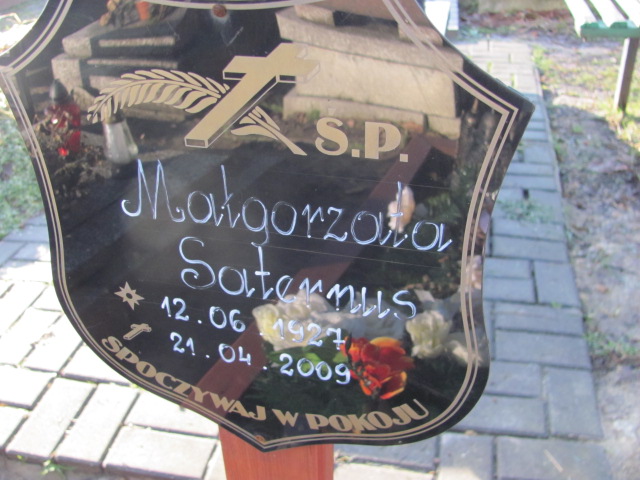 S.P.
Małgorzata
Saternus
12.06.1927
21.04.2009
SPOCZYWAJ W POKOJU